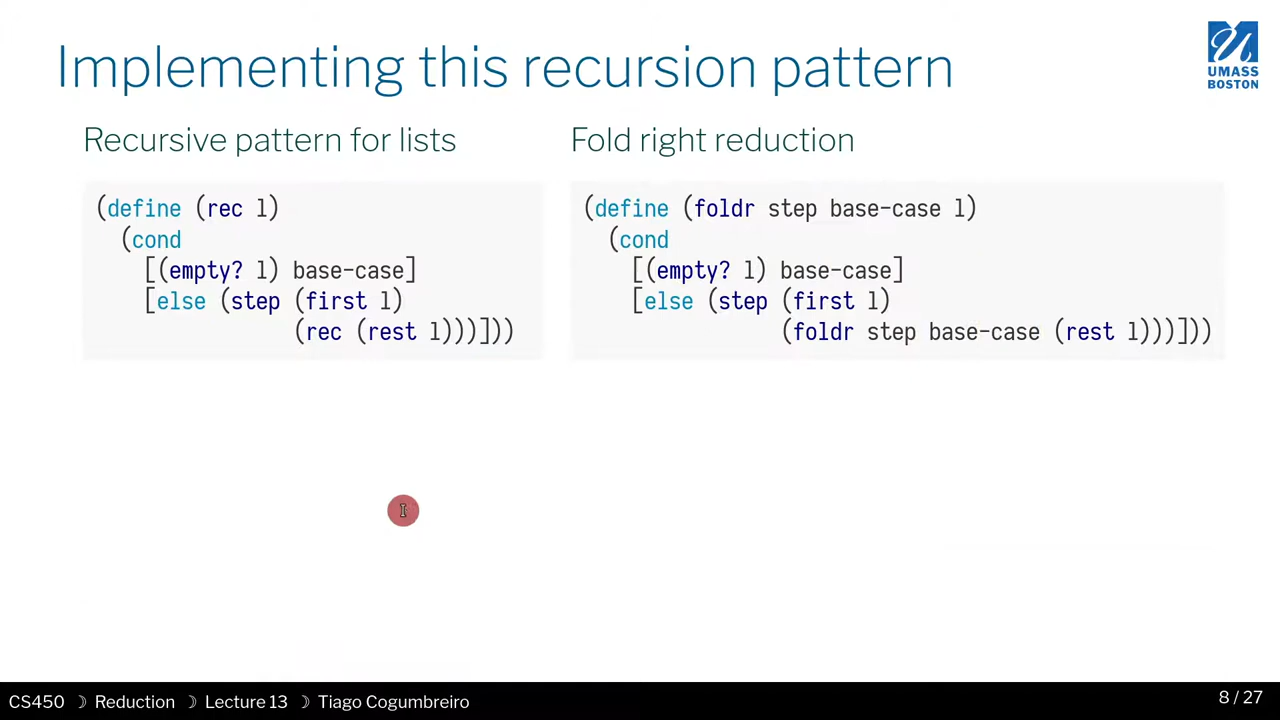 Implementing this recursion pattern
UMASS
BOSTON
Recursive pattern for lists
(define (rec l)
  (cond
    [(empty? l) base-case]
    [else (step (first l)
                (rec (rest l)))]))
Fold right reduction
(define (foldr step base-case l)
  (cond
    [(empty? l) base-case]
    [else (step (first l)
                (foldr step base-case (rest l)))]))
CS450 ☽ Reduction ☽ Lecture 13 ☽ Tiago Cogumbreiro
8 / 27